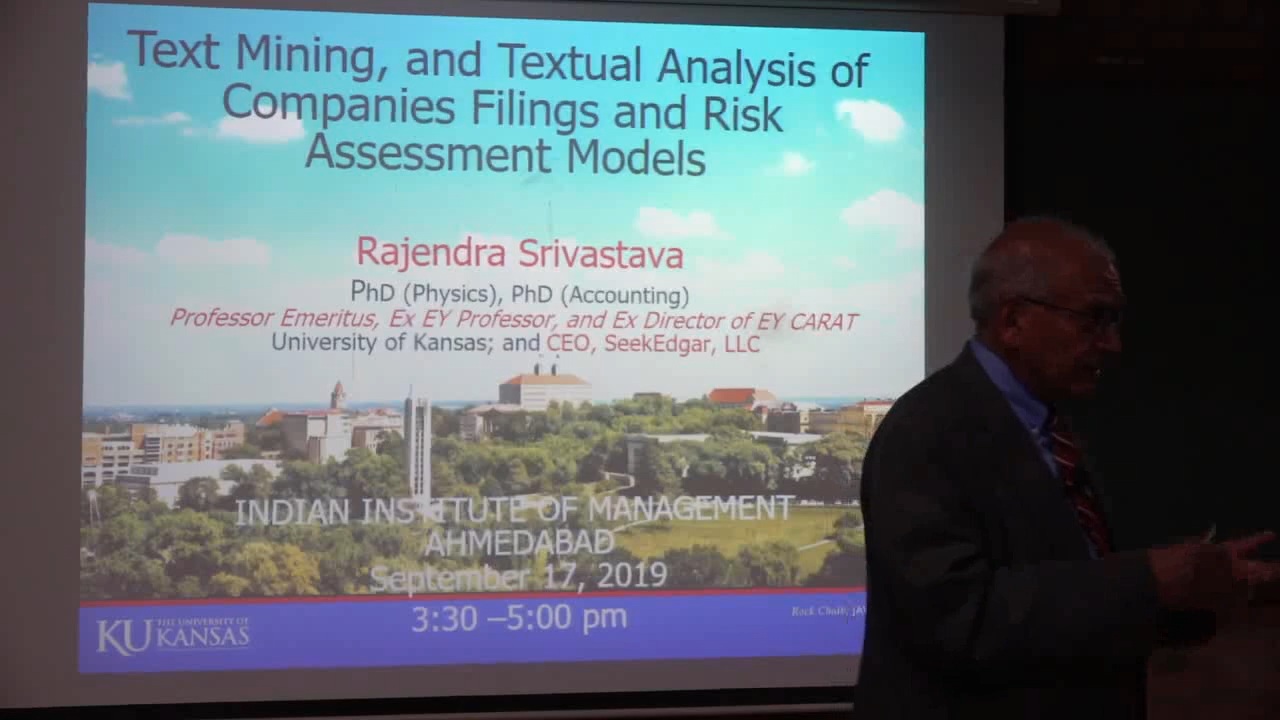 Text Mining, and Textual Analysis of
Companies Filings and Risk
Assessment Models
Rajendra Srivastava
PhD (Physics), PhD (Accounting)
Professor Emeritus, Ex EY Professor, and Ex Director of EY CARAT
University of Kansas; and CEO, SeekEdgar, LLC
INDIAN INSTITUTE OF MANAGEMENT
AHMEDABAD
September 17, 2019
3:30 –5:00 pm
KU THE UNIVERSITY OF
KANSAS
Rock Chalk,